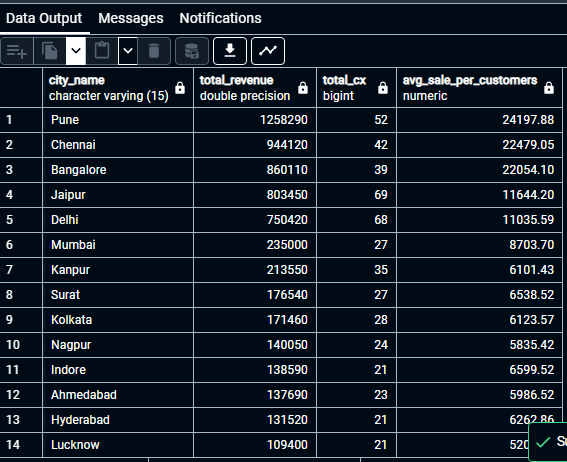 Data Output Messages Notifications
city_name total_revenue total_cx avg_sale_per_customers
character varying (15) double precision bigint numeric
1 Pune 1258290 52 24197.88
2 Chennai 944120 42 22479.05
3 Bangalore 860110 39 22054.10
4 Jaipur 803450 69 11644.20
5 Delhi 750420 68 11035.59
6 Mumbai 235000 27 8703.70
7 Kanpur 213550 35 6101.43
8 Surat 176540 27 6538.52
9 Kolkata 171460 28 6123.57
10 Nagpur 140050 24 5835.42
11 Indore 138590 21 6599.52
12 Ahmedabad 137690 23 5986.52
13 Hyderabad 131520 21 6262.86
14 Lucknow 109400 21